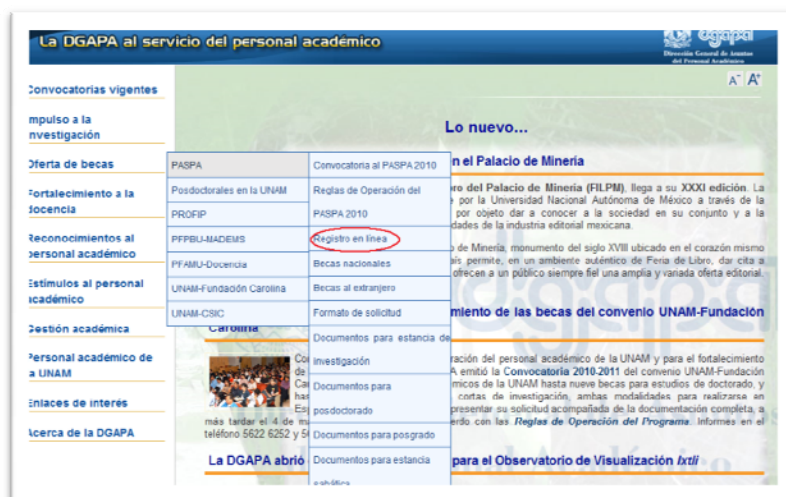 La DGAPA al servicio del personal académico
dgapa
Dirección General de Asuntos
del Personal Académico
A- A+
Convocatorias vigentes
mpulso a la
nvestigación
Oferta de becas
Fortalecimiento a la
docencia
Reconocimientos al
personal académico
Estímulos al personal
académico
Gestión académica
Personal académico de
a UNAM
Enlaces de interés
Acerca de la DGAPA
PASPA
Posdoctorales en la UNAM
PROFIP
PFPBU-MADEMS
PFAMU-Docencia
UNAM-Fundación Carolina
UNAM-CSIC
Convocatoria al PASPA 2010
Reglas de Operación del
PASPA 2010
Registro en línea
Becas nacionales
Becas al extranjero
Formato de solicitud
Documentos para estancia de
investigación
Documentos para
posdoctorado
Documentos para posgrado
Documentos para estancia
sabática
Lo nuevo...
n el Palacio de Minería
ro del Palacio de Minería (FILPM), llega a su XXXI edición. La
por la Universidad Nacional Autónoma de México a través de la
por objeto dar a conocer a la sociedad en su conjunto y a la
dades de la industria editorial mexicana.
o de Minería, monumento del siglo XVIII ubicado en el corazón mismo
aís permite, en un ambiente auténtico de Feria de Libro, dar cita a
ofrecen a un público siempre fiel una amplia y variada oferta editorial.
miento de las becas del convenio UNAM-Fundación
Carolina
ración del personal académico de la UNAM y para el fortalecimiento
A emitió la Convocatoria 2010-2011 del convenio UNAM-Fundación
micos de la UNAM hasta nueve becas para estudios de doctorado, y
cortas de investigación, ambas modalidades para realizarse en
presentar su solicitud acompañada de la documentación completa, a
más tardar el 4 de m erdo con las Reglas de Operación del Programa. Informes en el
teléfono 5622 6252 y 5
La DGAPA abrió para el Observatorio de Visualización Ixtli